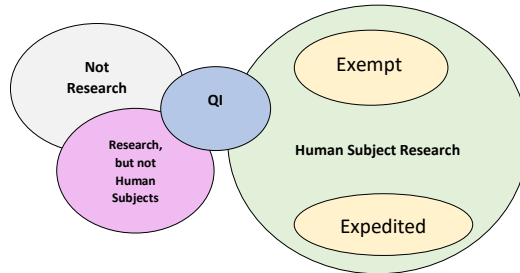 Not
Research
QI
Research,
but not
Human
Subjects
Exempt
Human Subject Research
Expedited